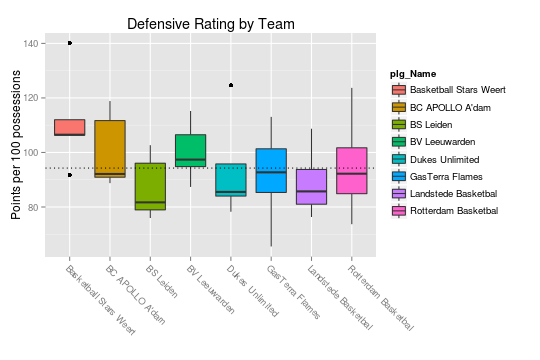 Defensive Rating by Team
Points per 100 possessions
140
120
100
80
Basketball Stars Weert
BC APOLLO A'dam
BS Leiden
BV Leeuwarden
Dukes Unlimited
GasTerra Flames
Landstede Basketbal
Rotterdam Basketbal
plg_Name
Basketball Stars Weert
BC APOLLO A'dam
BS Leiden
BV Leeuwarden
Dukes Unlimited
GasTerra Flames
Landstede Basketbal
Rotterdam Basketbal